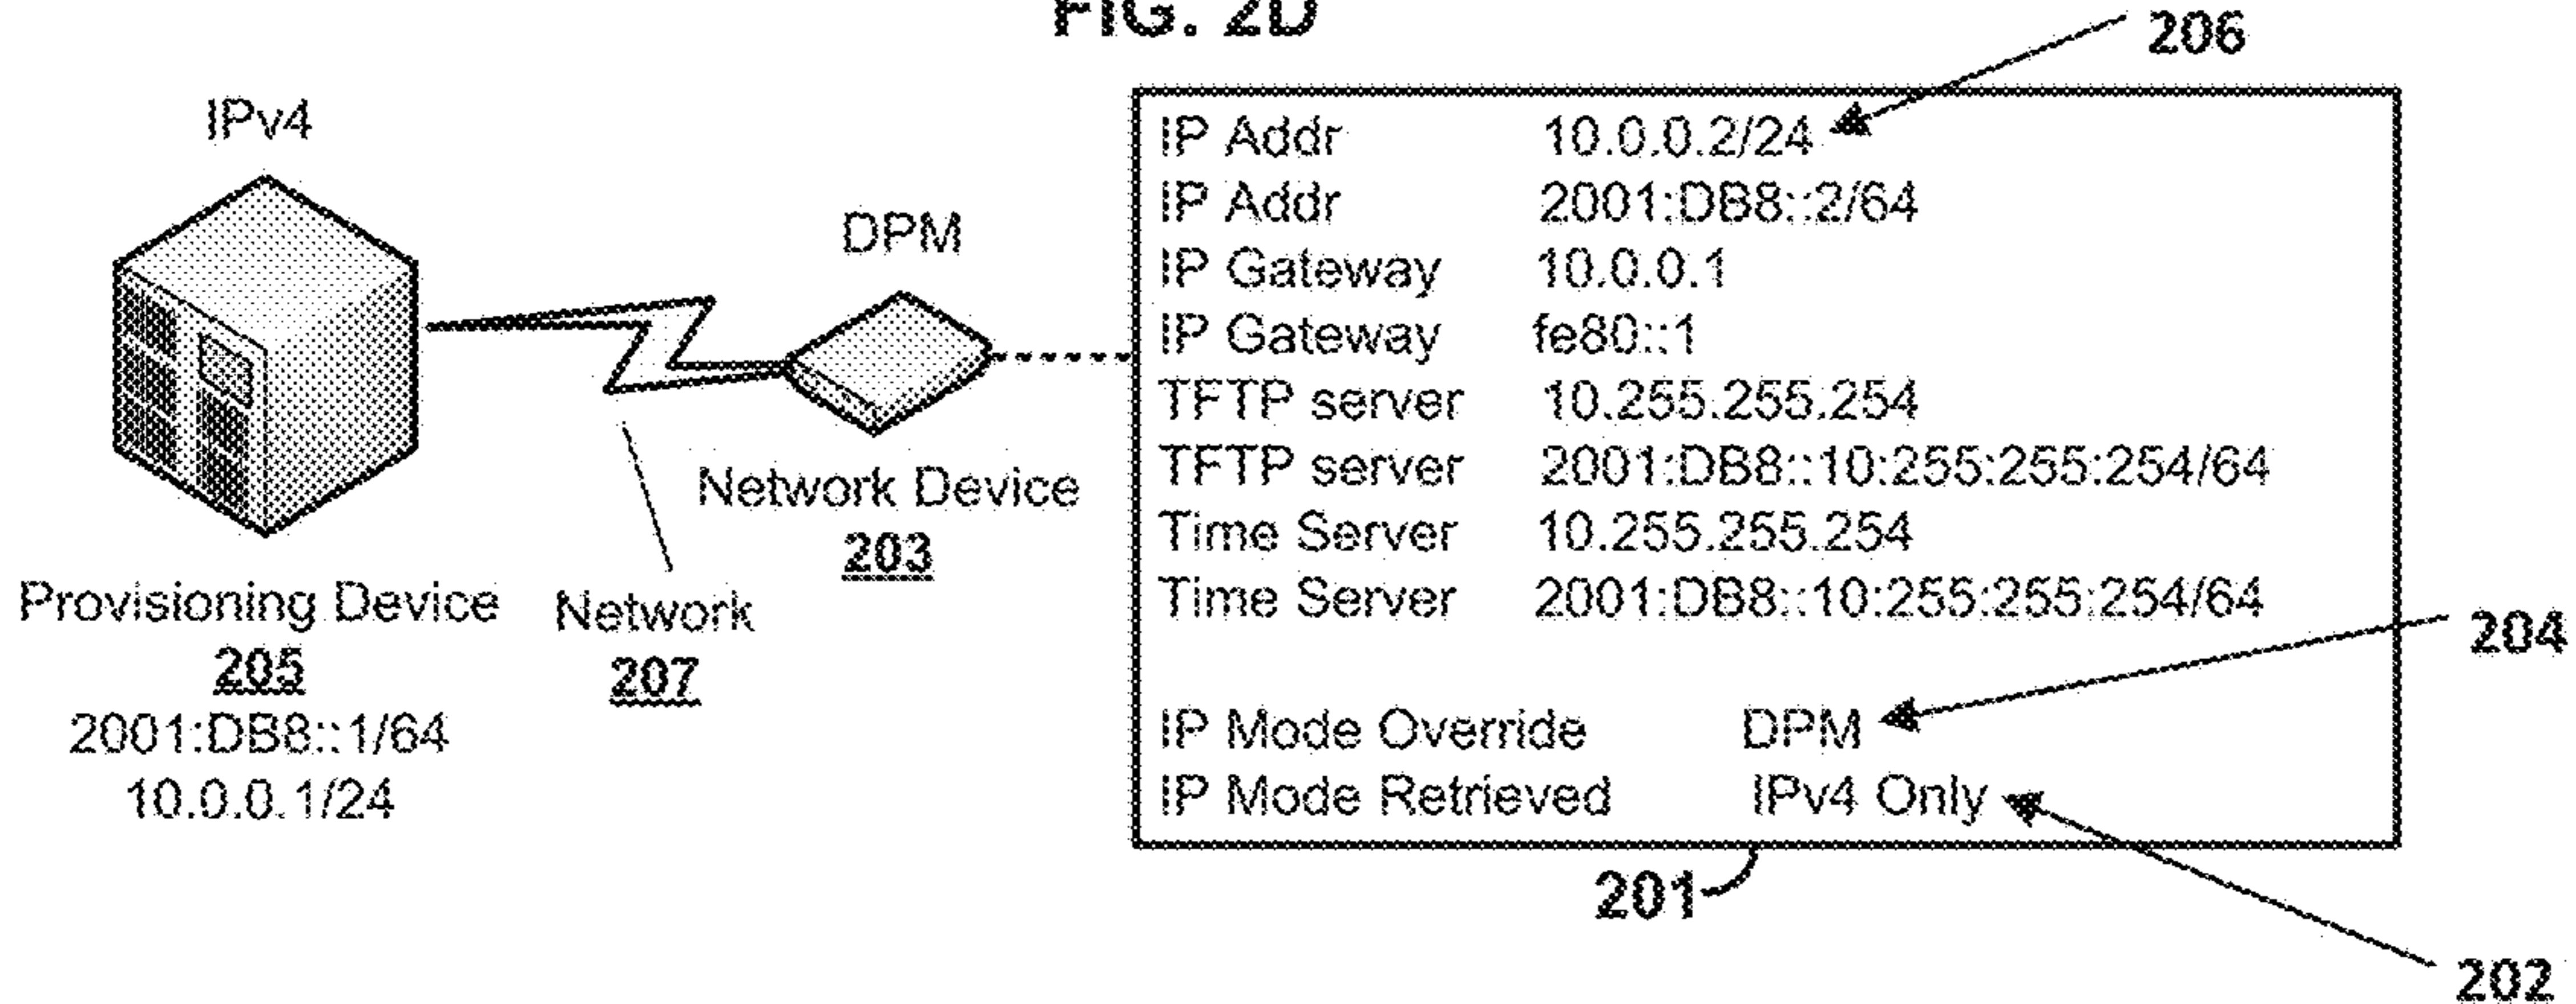 FIG. 2D
206
IPv4
DPM
Network Device
203
Provisioning Device
205
2001:DB8::1/64
10.0.0.1/24
Network
207
IP Addr 10.0.0.2/24
IP Addr 2001:DB8::2/64
IP Gateway 10.0.0.1
IP Gateway fe80::1
TFTP server 10.255.255.254
TFTP server 2001:DB8::10:255:255:254/64
Time Server 10.255.255.254
Time Server 2001:DB8::10:255:255:254/64
IP Mode Override DPM
IP Mode Retrieved IPv4 Only
204
201
202